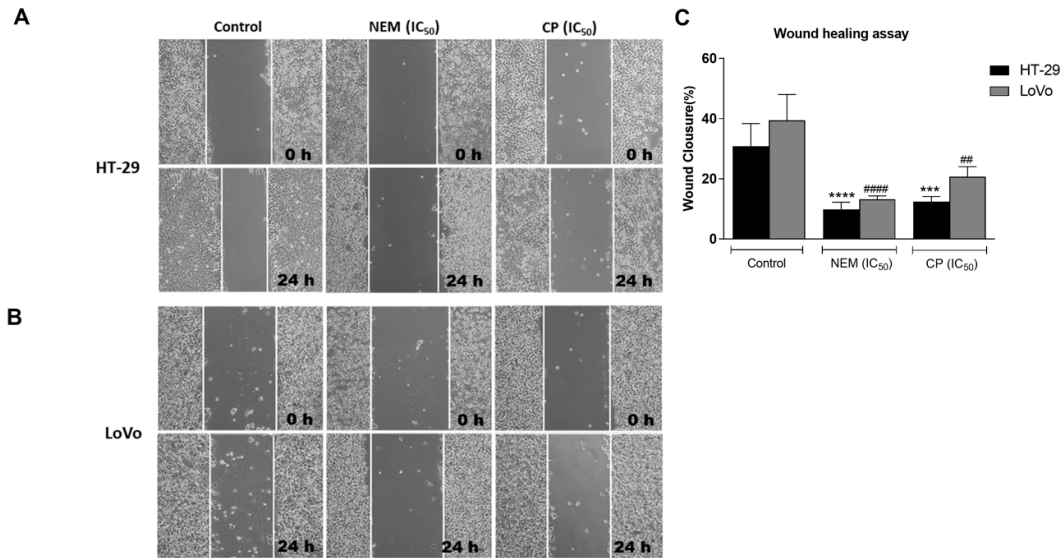 A
Control
NEM (IC₅₀)
CP (IC₅₀)
HT-29
0 h
0 h
0 h
24 h
24 h
24 h
B
LoVo
0 h
0 h
0 h
24 h
24 h
24 h
C
Wound healing assay
HT-29
LoVo
Wound Clousure(%)
60
40
20
0
****
####
***
##
Control
NEM (IC₅₀)
CP (IC₅₀)